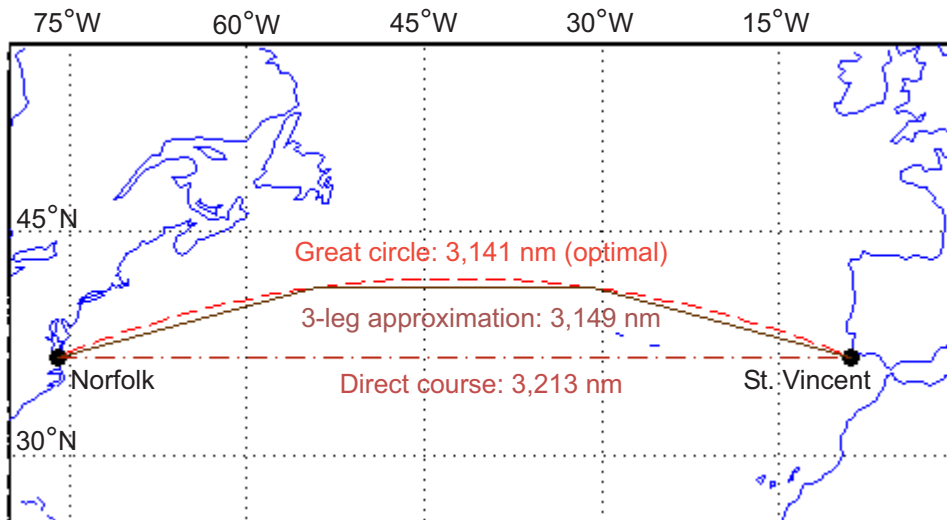 75°W
60°W
45°W
30°W
15°W
45°N
Great circle: 3,141 nm (optimal)
3-leg approximation: 3,149 nm
Norfolk
St. Vincent
Direct course: 3,213 nm
30°N